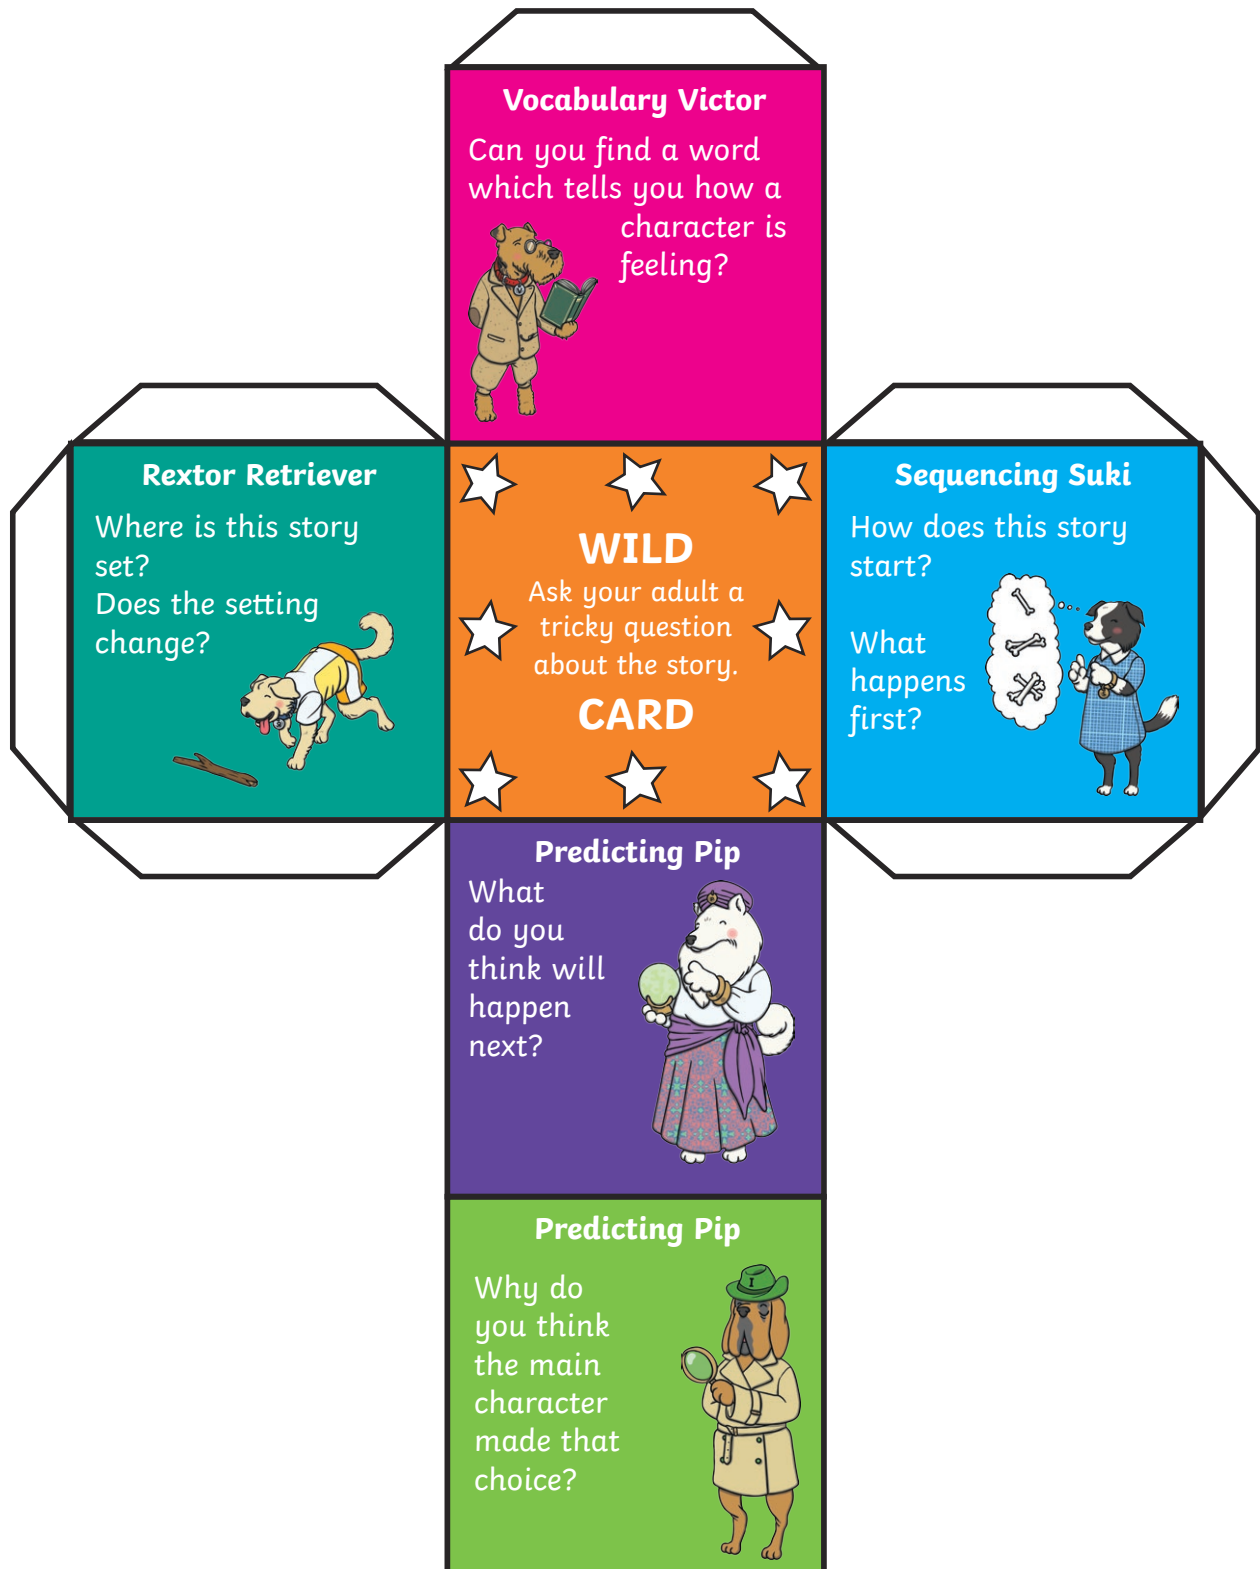 Vocabulary Victor
Can you find a word
which tells you how a
character is
feeling?
Rextor Retriever
Where is this story
set?
Does the setting
change?
WILD
Ask your adult a
tricky question
about the story.
CARD
Sequencing Suki
How does this story
start?
What
happens
first?
Predicting Pip
What
do you
think will
happen
next?
Predicting Pip
Why do
you think
the main
character
made that
choice?
I